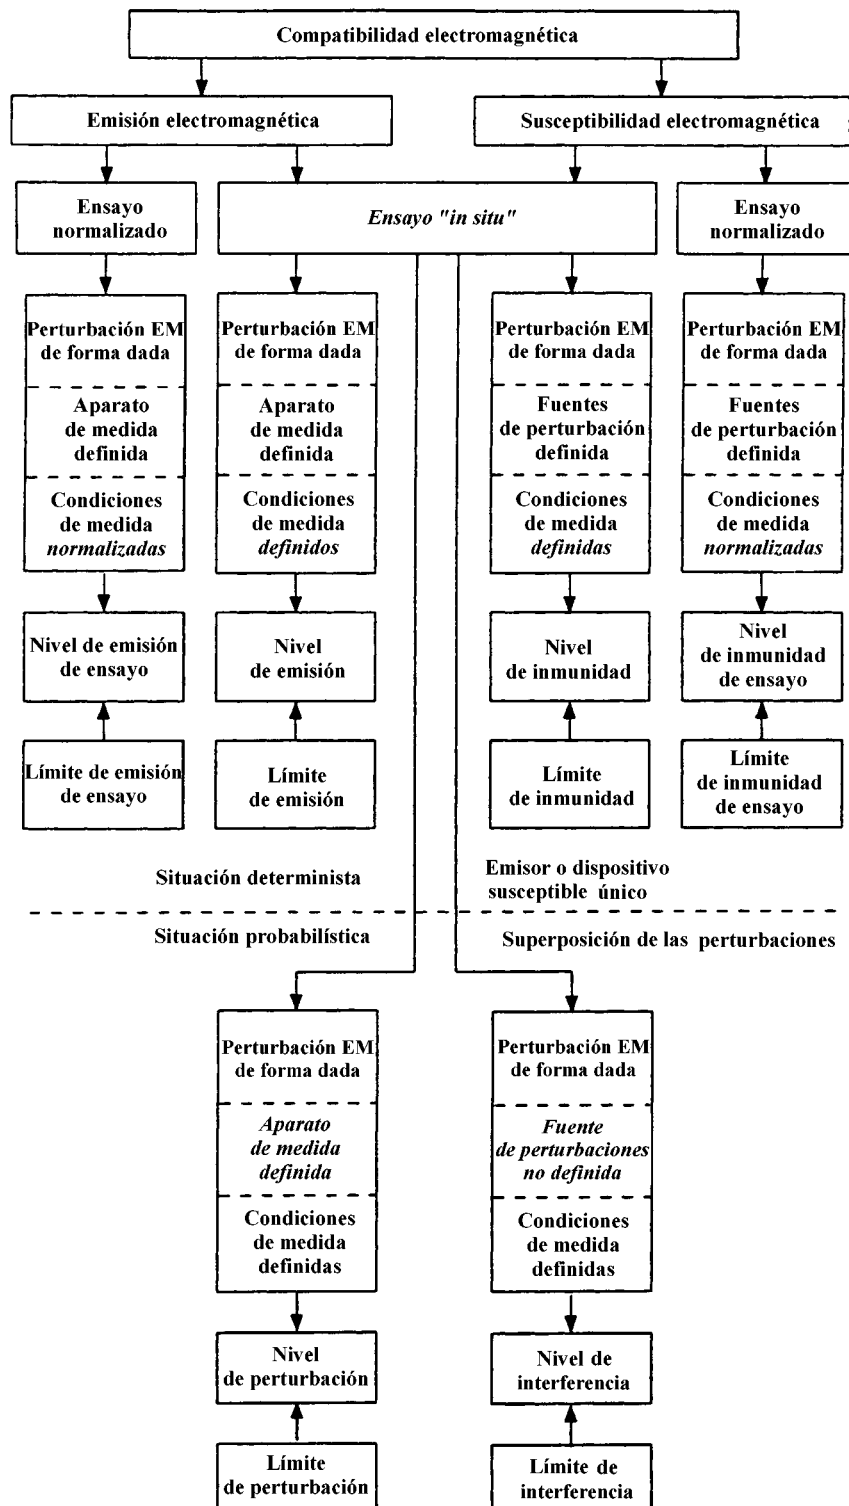 Compatibilidad electromagnética
Emisión electromagnética
Susceptibilidad electromagnética
Ensayo
normalizado
Ensayo "in situ"
Ensayo
normalizado
Perturbación EM
de forma dada
Aparato
de medida
definida
Condiciones
de medida
normalizadas
Perturbación EM
de forma dada
Aparato
de medida
definida
Condiciones
de medida
definidos
Perturbación EM
de forma dada
Fuentes
de perturbación
definida
Condiciones
de medida
definidas
Perturbación EM
de forma dada
Fuentes
de perturbación
definida
Condiciones
de medida
normalizadas
Nivel de emisión
de ensayo
Nivel
de emisión
Nivel
de inmunidad
Nivel
de inmunidad
de ensayo
Límite de emisión
de ensayo
Límite
de emisión
Límite
de inmunidad
Límite
de inmunidad
de ensayo
Situación determinista
Emisor o dispositivo
susceptible único
Situación probabilística
Superposición de las perturbaciones
Perturbación EM
de forma dada
Aparato
de medida
definida
Condiciones
de medida
definidas
Perturbación EM
de forma dada
Fuente
de perturbaciones
no definida
Condiciones
de medida
definidas
Nivel
de perturbación
Nivel de
interferencia
Límite
de perturbación
Límite de
interferencia